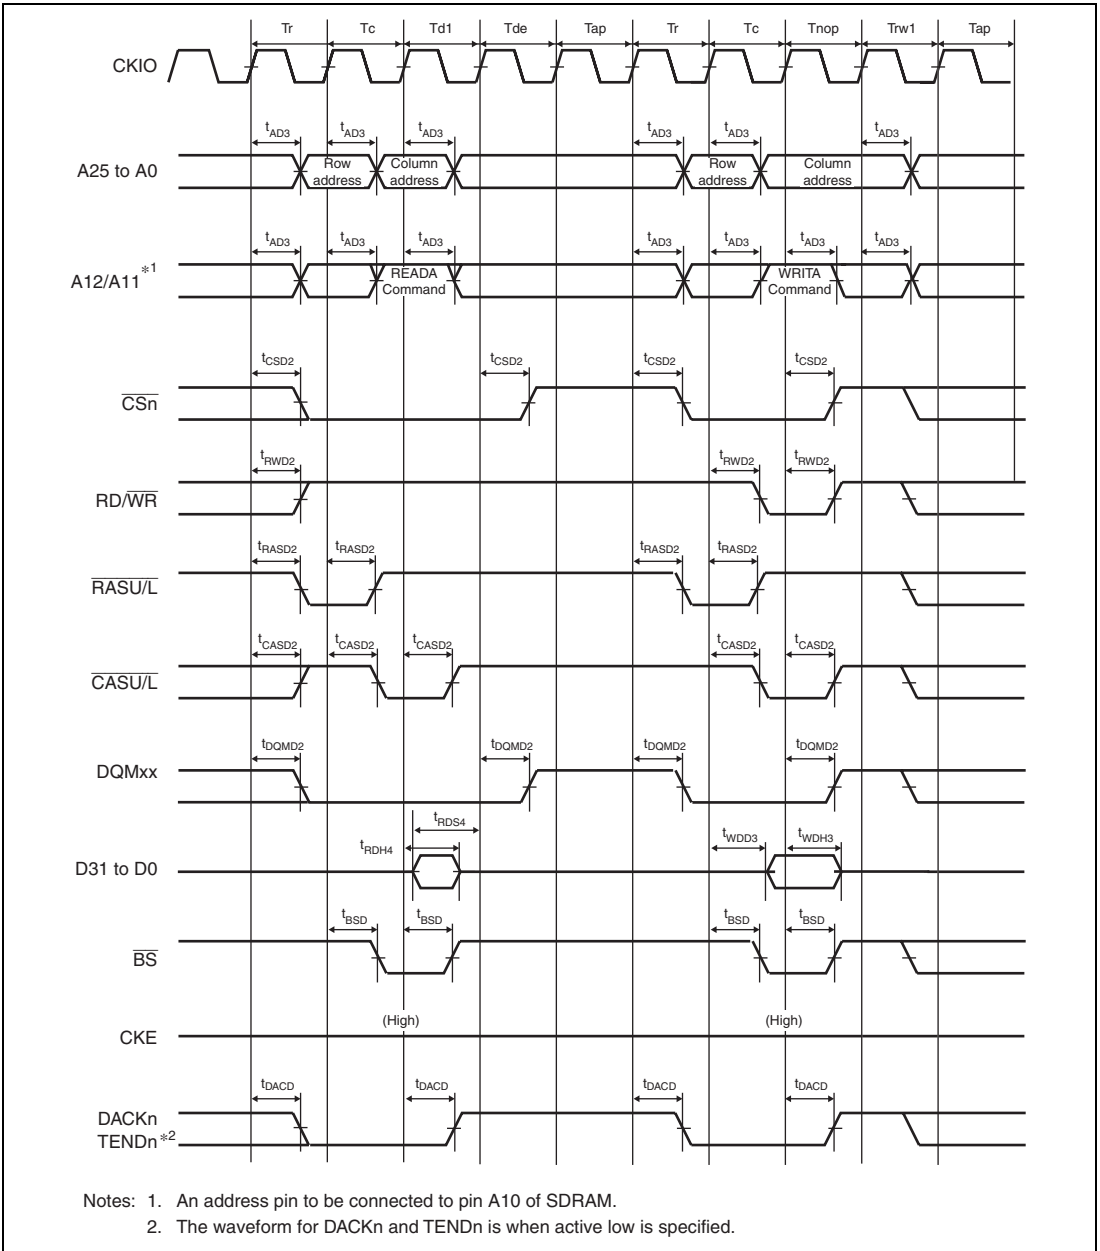 Tr Tc Td1 Tde Tap Tr Tc Tnop Trw1 Tap
CKIO
tAD3 tAD3 tAD3 tAD3 tAD3 tAD3
A25 to A0
Row address Column address Row address Column address
tAD3 tAD3 tAD3 tAD3 tAD3 tAD3 tAD3
A12/A11*1
READA Command WRITA Command
tCSD2 tCSD2 tCSD2 tCSD2
CSn
tRWD2 tRWD2 tRWD2
RD/WR
tRASD2 tRASD2 tRASD2 tRASD2
RASU/L
tCASD2 tCASD2 tCASD2 tCASD2 tCASD2
CASU/L
tDQMD2 tDQMD2 tDQMD2 tDQMD2
DQMxx
tRDS4
tRDH4 tWDD3 tWDH3
D31 to D0
tBSD tBSD tBSD tBSD
BS
(High) (High)
CKE
tDACD tDACD tDACD tDACD
DACKn
TENDn*2
Notes: 1. An address pin to be connected to pin A10 of SDRAM.
2. The waveform for DACKn and TENDn is when active low is specified.